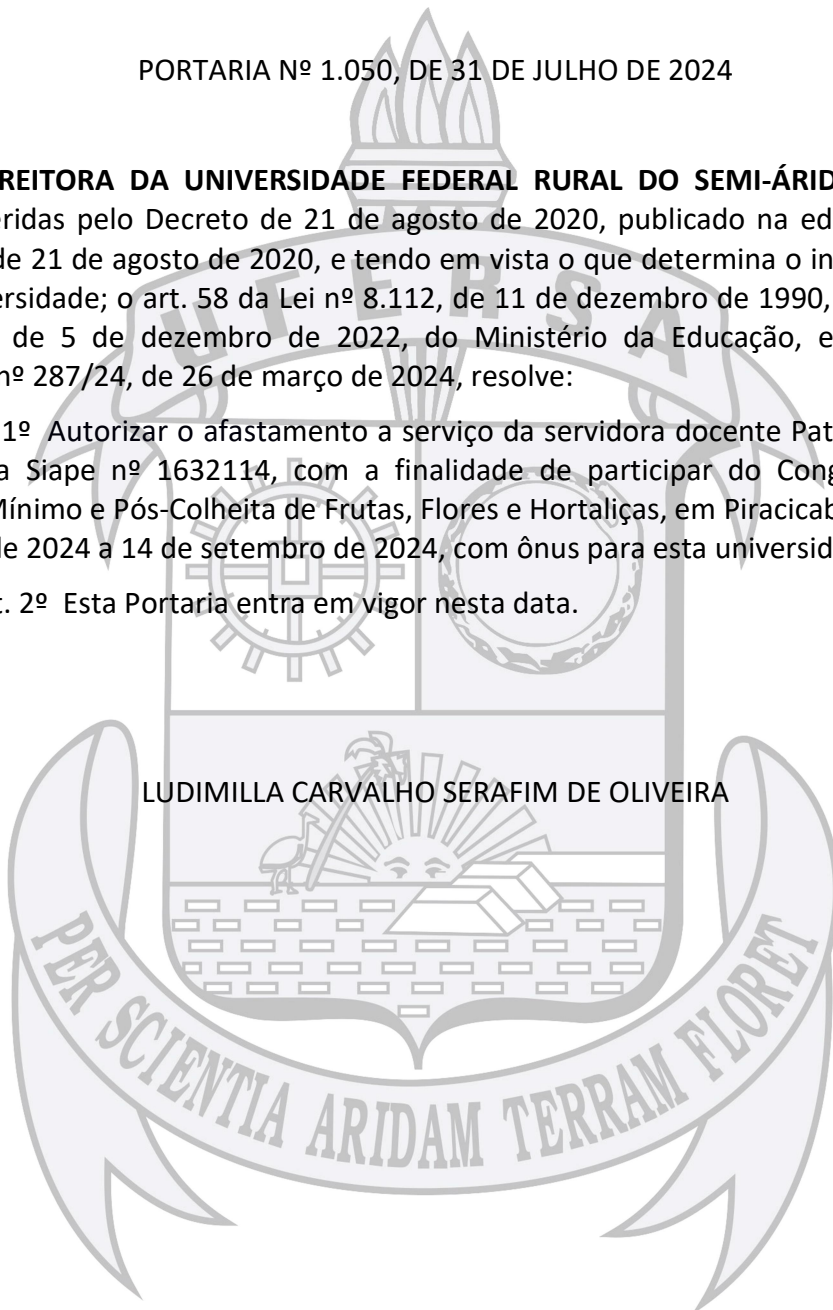 PORTARIA Nº 1.050, DE 31 DE JULHO DE 2024
REITORA DA UNIVERSIDADE FEDERAL RURAL DO SEMI-ÁRID
eridas pelo Decreto de 21 de agosto de 2020, publicado na ed
de 21 de agosto de 2020, e tendo em vista o que determina o in
ersidade; o art. 58 da Lei nº 8.112, de 11 de dezembro de 1990,
de 5 de dezembro de 2022, do Ministério da Educação, e
nº 287/24, de 26 de março de 2024, resolve:
1º Autorizar o afastamento a serviço da servidora docente Pat
a Siape nº 1632114, com a finalidade de participar do Cong
Mínimo e Pós-Colheita de Frutas, Flores e Hortaliças, em Piracicab
de 2024 a 14 de setembro de 2024, com ônus para esta universid
t. 2º Esta Portaria entra em vigor nesta data.
LUDIMILLA CARVALHO SERAFIM DE OLIVEIRA
UFERSA
PER SCIENTIA ARIDAM TERRAM FLORET